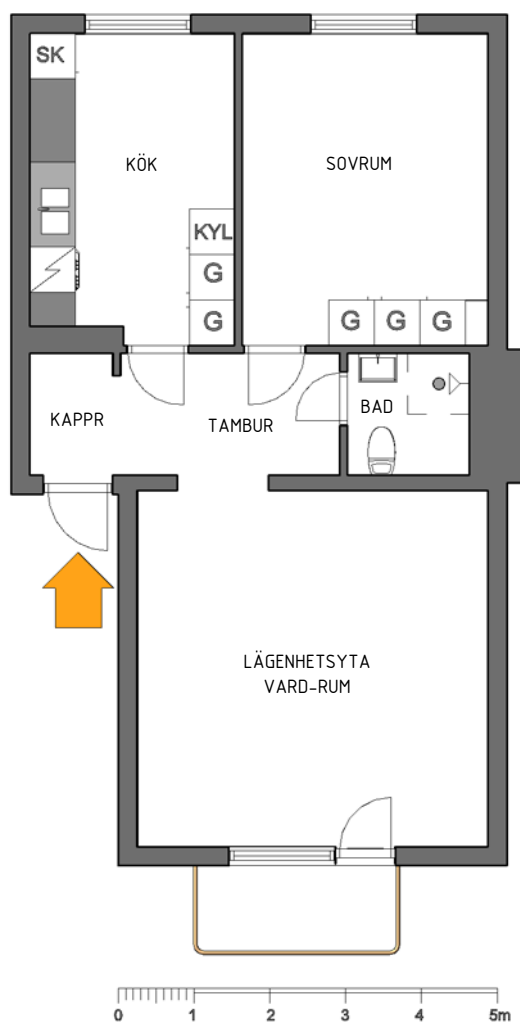 SK
KÖK
SOVRUM
KYL
G
G
G G G
KAPPR
TAMBUR
BAD
LÄGENHETSYTA
VARD-RUM
0 1 2 3 4 5m